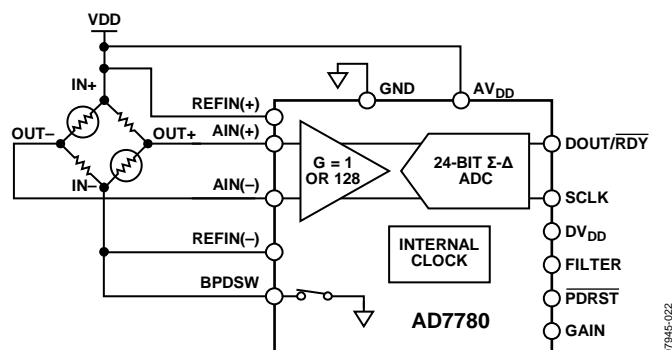 VDD
IN+
OUT–
OUT+
IN–
REFIN(+)
AIN(+)
AIN(–)
REFIN(–)
BPDSW
GND
AVDD
G = 1
OR 128
24-BIT Σ-Δ
ADC
INTERNAL
CLOCK
AD7780
DOUT/RDY
SCLK
DVDD
FILTER
PDRST
GAIN
07945-022